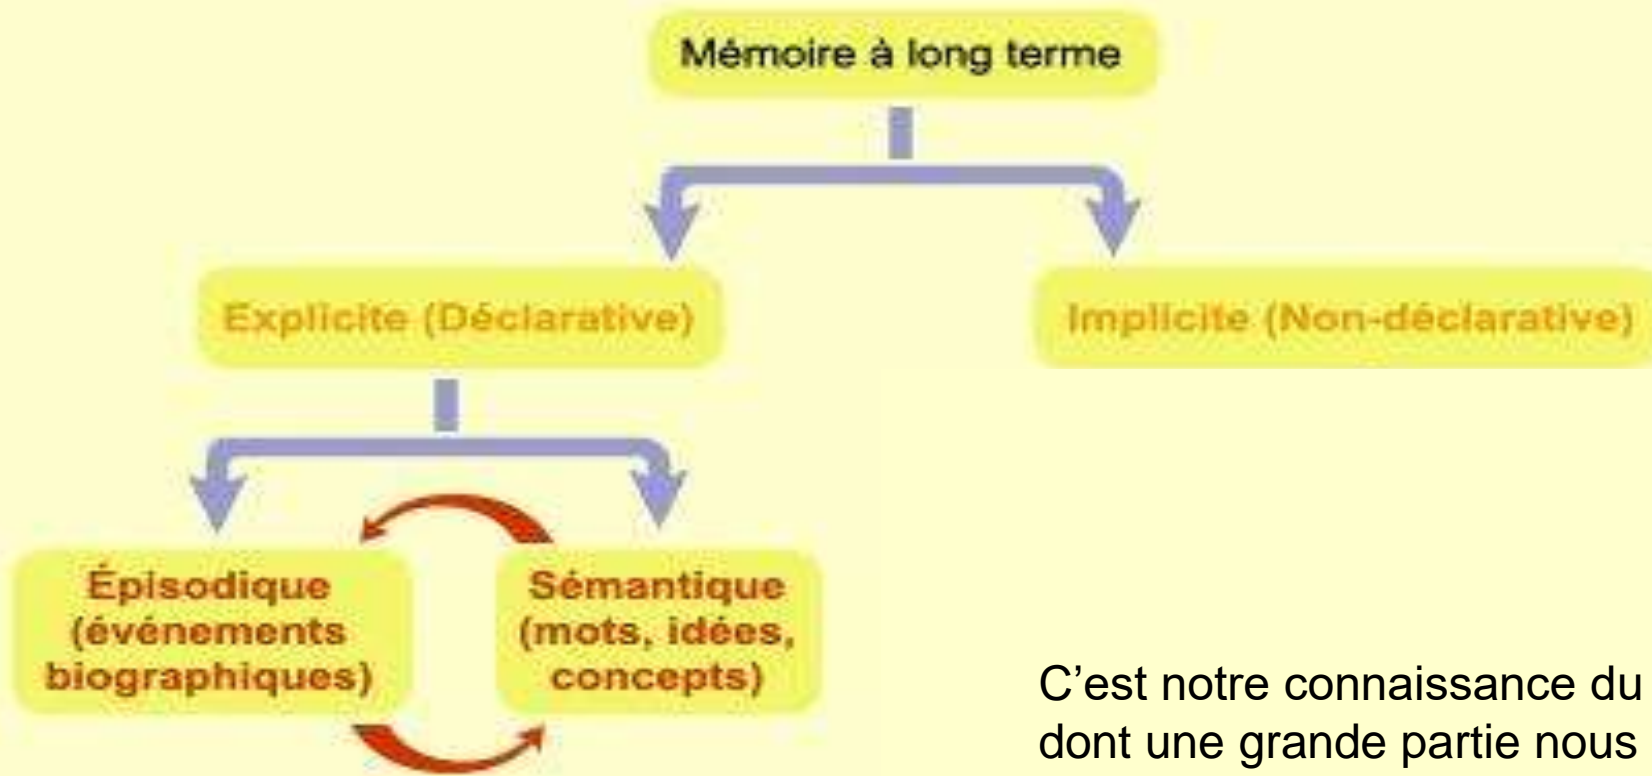 Mémoire à long terme
Explicite (Déclarative)
Implicite (Non-déclarative)
Épisodique
(événements
biographiques)
Sémantique
(mots, idées,
concepts)
C’est notre connaissance du
dont une grande partie nous